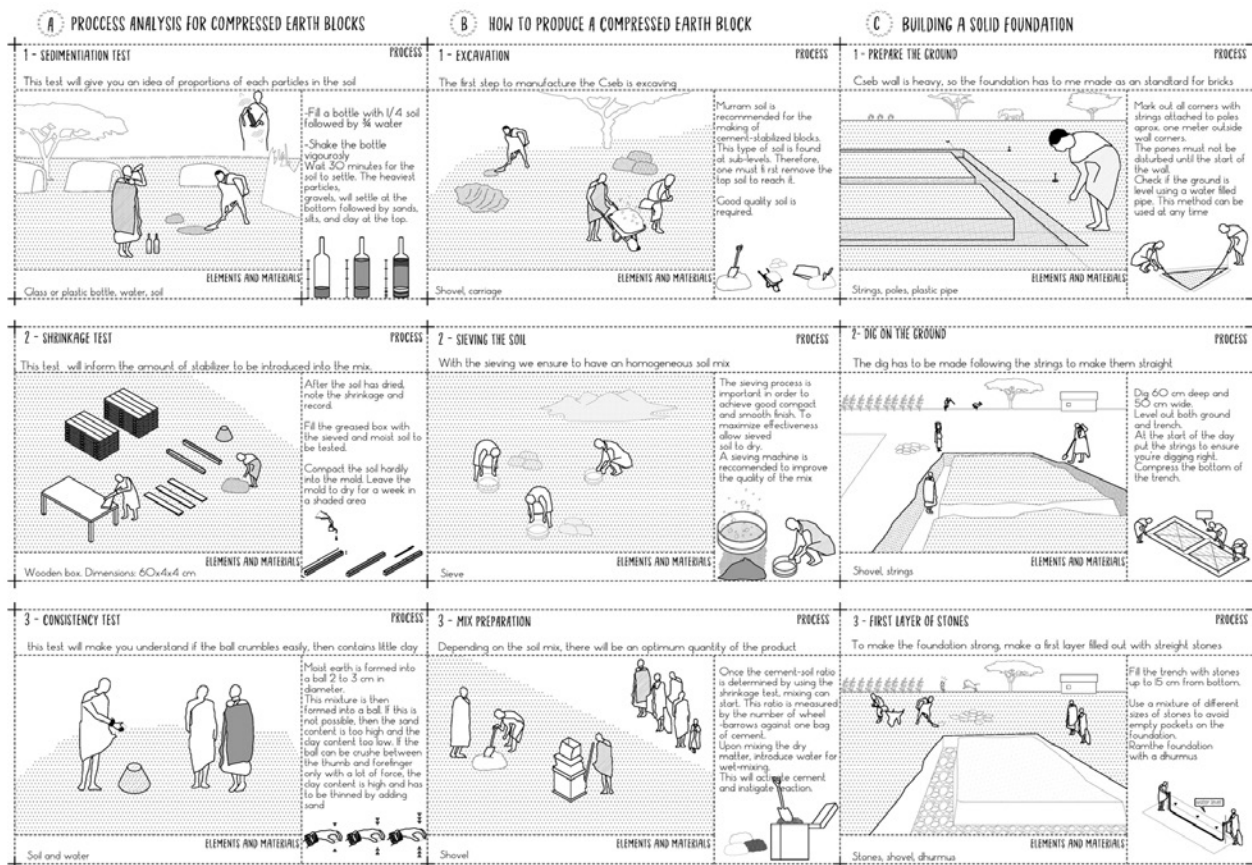 A PROCCESS ANALYSIS FOR COMPRESSED EARTH BLOCKS
1 - SEDIMENTIATION TEST
PROCESS
This test will give you an idea of proportions of each particles in the soil
-Fill a bottle with 1/4 soil
followed by ¾ water
-Shake the bottle
vigorously
Wait 30 minutes for the
soil to settle. The heaviest
particles,
gravels, will settle at the
bottom followed by sands,
silts, and clay at the top.
ELEMENTS AND MATERIALS
Glass or plastic bottle, water, soil
2 - SHRINKAGE TEST
PROCESS
This test will inform the amount of stabilizer to be introduced into the mix.
After the soil has dried,
note the shrinkage and
record.
Fill the greased box with
the sieved and moist soil to
be tested.
Compact the soil hardly
into the mold. Leave the
mold to dry for a week in
a shaded area
ELEMENTS AND MATERIALS
Wooden box. Dimensions: 60x4x4 cm
3 - CONSISTENCY TEST
PROCESS
this test will make you understand if the ball crumbles easily, then contains little clay
Moist earth is formed into
a ball 2 to 3 cm in
diameter.
This mixture is then
formed into a ball. If this is
not possible, then the sand
content is too high and the
clay content too low. If the
ball can be crushe between
the thumb and forefinger
only with a lot of force, the
clay content is high and has
to be thinned by adding
sand
ELEMENTS AND MATERIALS
Soil and water
B HOW TO PRODUCE A COMPRESSED EARTH BLOCK
1 - EXCAVATION
PROCESS
The first step to manufacture the Cseb is excaving
Murram soil is
recommended for the
making of
cement-stabilized blocks.
This type of soil is found
at sub-levels. Therefore,
one must fi rst remove the
top soil to reach it.
Good quality soil is
required.
ELEMENTS AND MATERIALS
Shovel, carriage
2 - SIEVING THE SOIL
PROCESS
With the sieving we ensure to have an homogeneous soil mix
The sieving process is
important in order to
achieve good compact
and smooth finish. To
maximize effectiveness
allow sieved
soil to dry.
A sieving machine is
reccomended to improve
the quality of the mix
ELEMENTS AND MATERIALS
Sieve
3 - MIX PREPARATION
PROCESS
Depending on the soil mix, there will be an optimum quantity of the product
Once the cement-soil ratio
is determined by using the
shrinkage test, mixing can
start. This ratio is measured
by the number of wheel
-barrows against one bag
of cement.
Upon mixing the dry
matter, introduce water for
wet-mixing.
This will activate cement
and instigate reaction.
ELEMENTS AND MATERIALS
Shovel
C BUILDING A SOLID FOUNDATION
1 - PREPARE THE GROUND
PROCESS
Cseb wall is heavy, so the foundation has to me made as an standtard for bricks
Mark out all corners with
strings attached to poles
aprox. one meter outside
wall corners.
The pones must not be
disturbed until the start of
the wall.
Check if the ground is
level using a water filled
pipe. This method can be
used at any time
ELEMENTS AND MATERIALS
Strings, poles, plastic pipe
2- DIG ON THE GROUND
PROCESS
The dig has to be made following the strings to make them straight
Dig 60 cm deep and
50 cm wide.
Level out both ground
and trench.
At the start of the day
put the strings to ensure
you're digging right.
Compress the bottom of
the trench.
ELEMENTS AND MATERIALS
Shovel, strings
3 - FIRST LAYER OF STONES
PROCESS
To make the foundation strong, make a first layer filled out with streight stones
Fill the trench with stones
up to 15 cm from bottom.
Use a mixture of different
sizes of stones to avoid
empty pockets on the
foundation.
Ramthe foundation
with a dhurmus
ELEMENTS AND MATERIALS
Stones, shovel, dhurmus